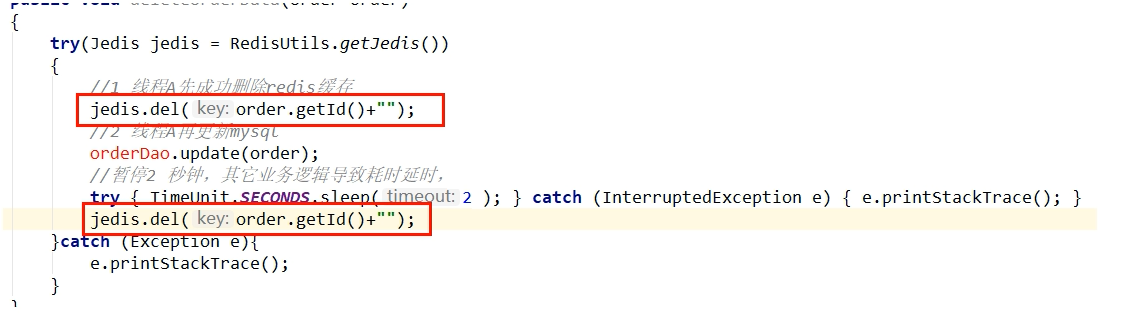 public void deleteOrderData(Order order)
{
try(Jedis jedis = RedisUtils.getJedis())
{
//1 线程A先成功删除redis缓存
jedis.del( key: order.getId()+"");
//2 线程A再更新mysql
orderDao.update(order);
//暂停2 秒钟，其它业务逻辑导致耗时延时，
try { TimeUnit.SECONDS.sleep( timeout: 2 ); } catch (InterruptedException e) { e.printStackTrace(); }
jedis.del( key: order.getId()+"");
}catch (Exception e){
e.printStackTrace();
}
}